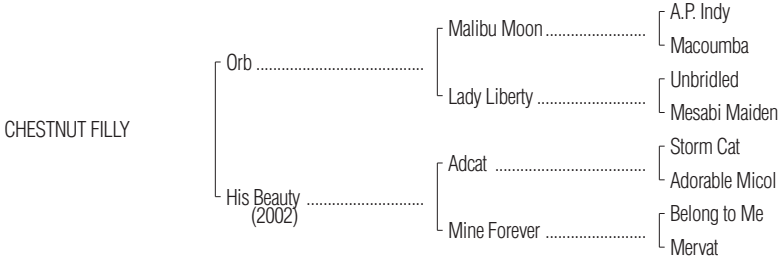 A.P. Indy
Malibu Moon ........................
Macoumba
Orb ........................................
Unbridled
Lady Liberty ..........................
Mesabi Maiden
CHESTNUT FILLY
Storm Cat
Adcat ....................................
Adorable Micol
His Beauty ............................
(2002)
Belong to Me
Mine Forever ........................
Mervat